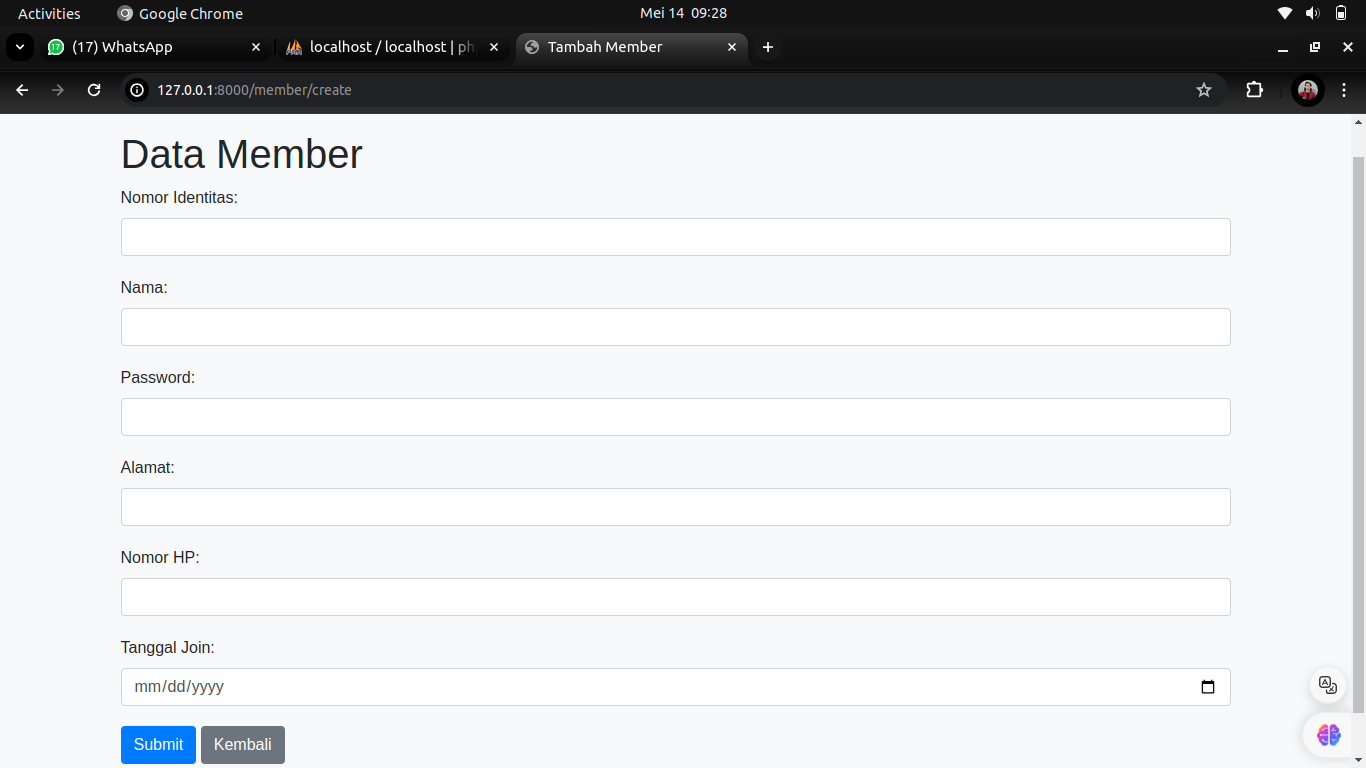 Activities Google Chrome Mei 14 09:28
(17) WhatsApp localhost / localhost | ph Tambah Member
127.0.0.1:8000/member/create
Data Member
Nomor Identitas:
Nama:
Password:
Alamat:
Nomor HP:
Tanggal Join:
mm/dd/yyyy
Submit Kembali